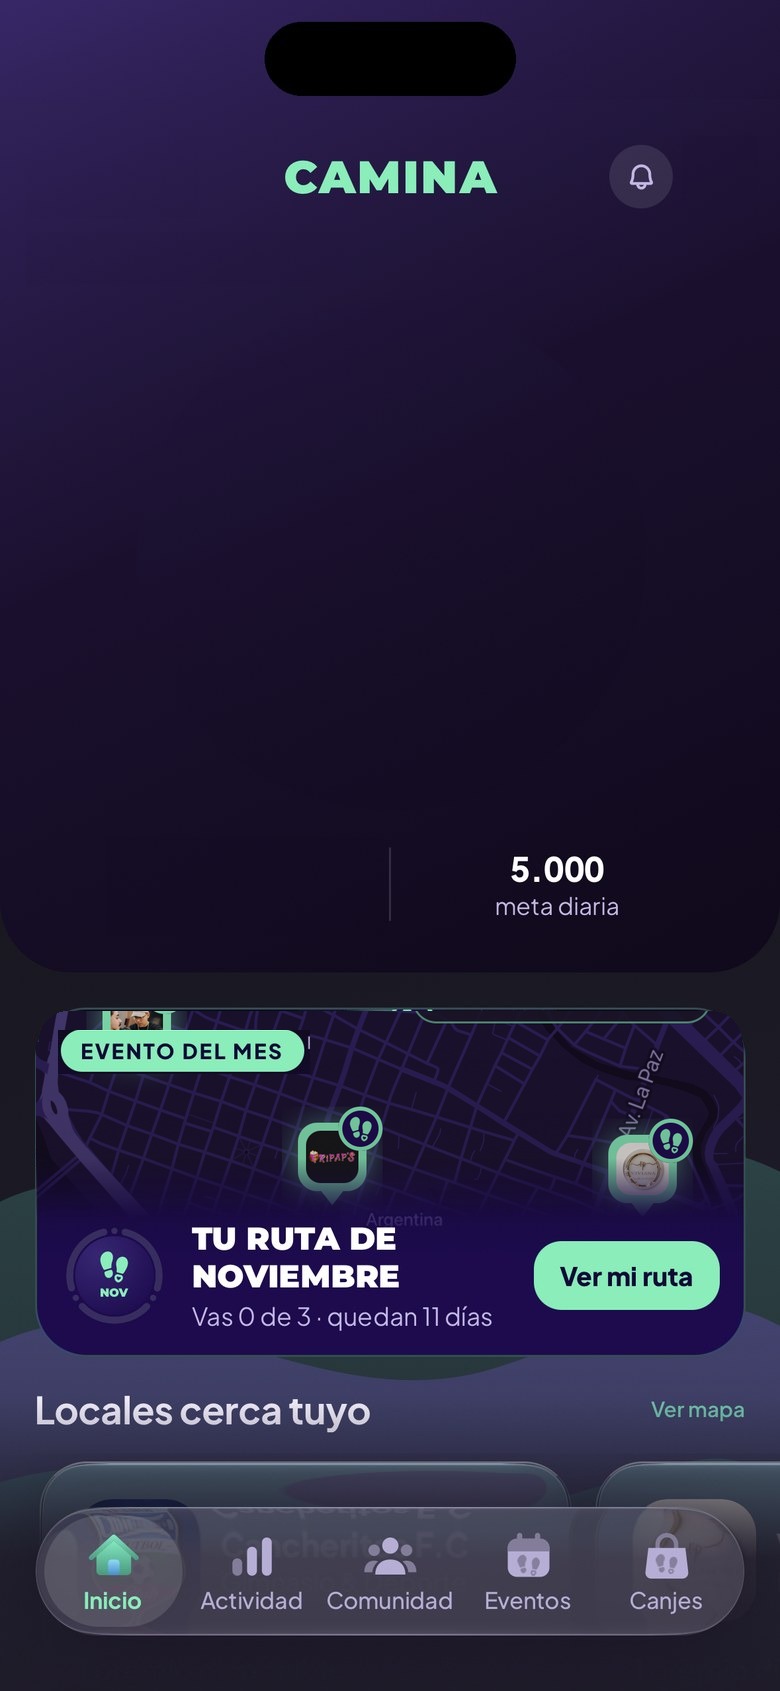 CAMINA
5.000
meta diaria
EVENTO DEL MES
Av. La Paz
FRIPAP'S
Argentina
TU RUTA DE
NOVIEMBRE
NOV
Vas 0 de 3 · quedan 11 días
Ver mi ruta
Locales cerca tuyo
Ver mapa
F.C
Inicio
Actividad
Comunidad
Eventos
Canjes